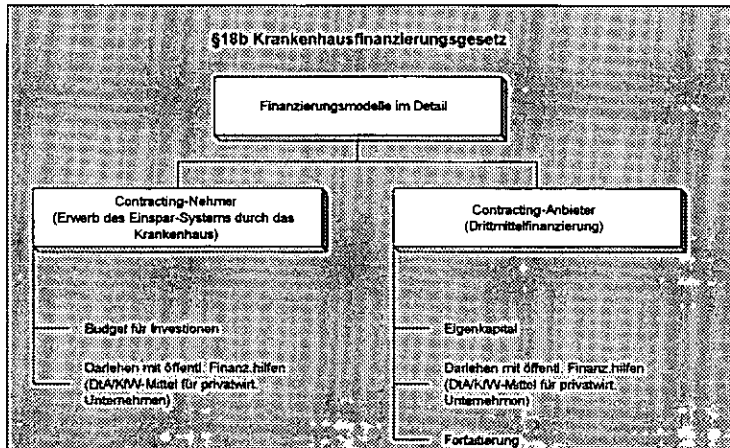 §18b Krankenhausfinanzierungsgesetz
Finanzierungsmodelle im Detail
Contracting-Nehmer
(Erwerb des Einspar-Systems durch das
Krankenhaus)
Budget für Investionen
Darlehen mit öffentl. Finanz.hilfen
(DtA/KfW-Mittel für privatwirt.
Unternehmen)
Contracting-Anbieter
(Drittmittelfinanzierung)
Eigenkapital
Darlehen mit öffentl. Finanz.hilfen
(DtA/KfW-Mittel für privatwirt.
Unternehmen)
Forfaitierung